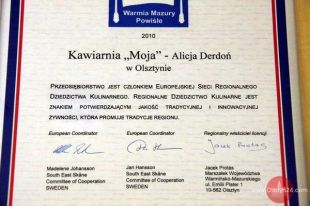 Warmia Mazury
Powiśle
2010
Kawiarnia „Moja” - Alicja Derdoń
w Olsztynie
Przedsiębiorstwo jest członkiem Europejskiej Sieci Regionalnego
Dziedzictwa Kulinarnego. Regionalne Dziedzictwo Kulinarne jest
znakiem potwierdzającym jakość tradycyjnej i innowacyjnej
żywności, która promuje tradycje regionu.
European Coordinator European Coordinator Regionalny właściciel licencji
Jacek Protas
Madelene Johansson Jan Hansson Jacek Protas
South East Skåne South East Skåne Marszałek Województwa
Committee of Cooperation Committee of Cooperation Warmińsko-Mazurskiego
SWEDEN SWEDEN ul. Emilii Plater 1
10-562 Olsztyn